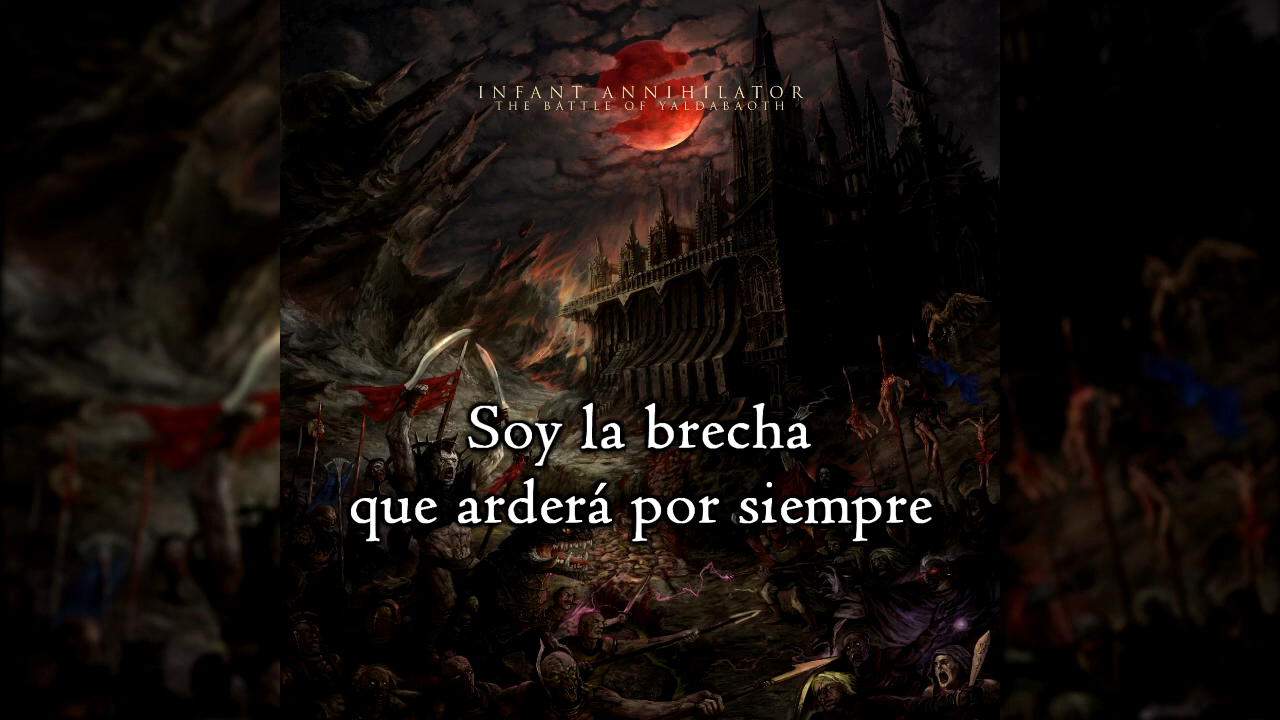 INFANT ANNIHILATOR
THE BATTLE OF YALDABAOTH
Soy la brecha
que arderá por siempre